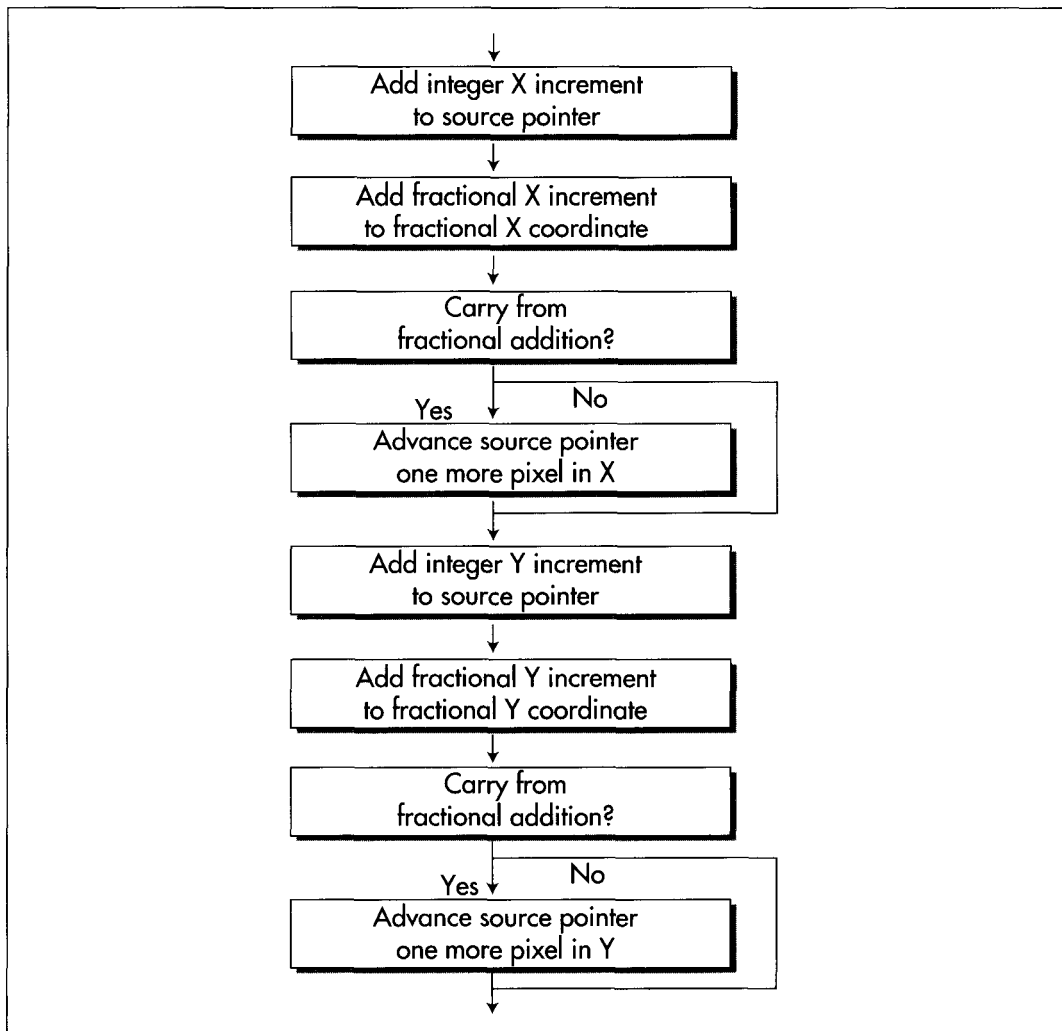 Add integer X increment
to source pointer
Add fractional X increment
to fractional X coordinate
Carry from
fractional addition?
Yes
No
Advance source pointer
one more pixel in X
Add integer Y increment
to source pointer
Add fractional Y increment
to fractional Y coordinate
Carry from
fractional addition?
Yes
No
Advance source pointer
one more pixel in Y